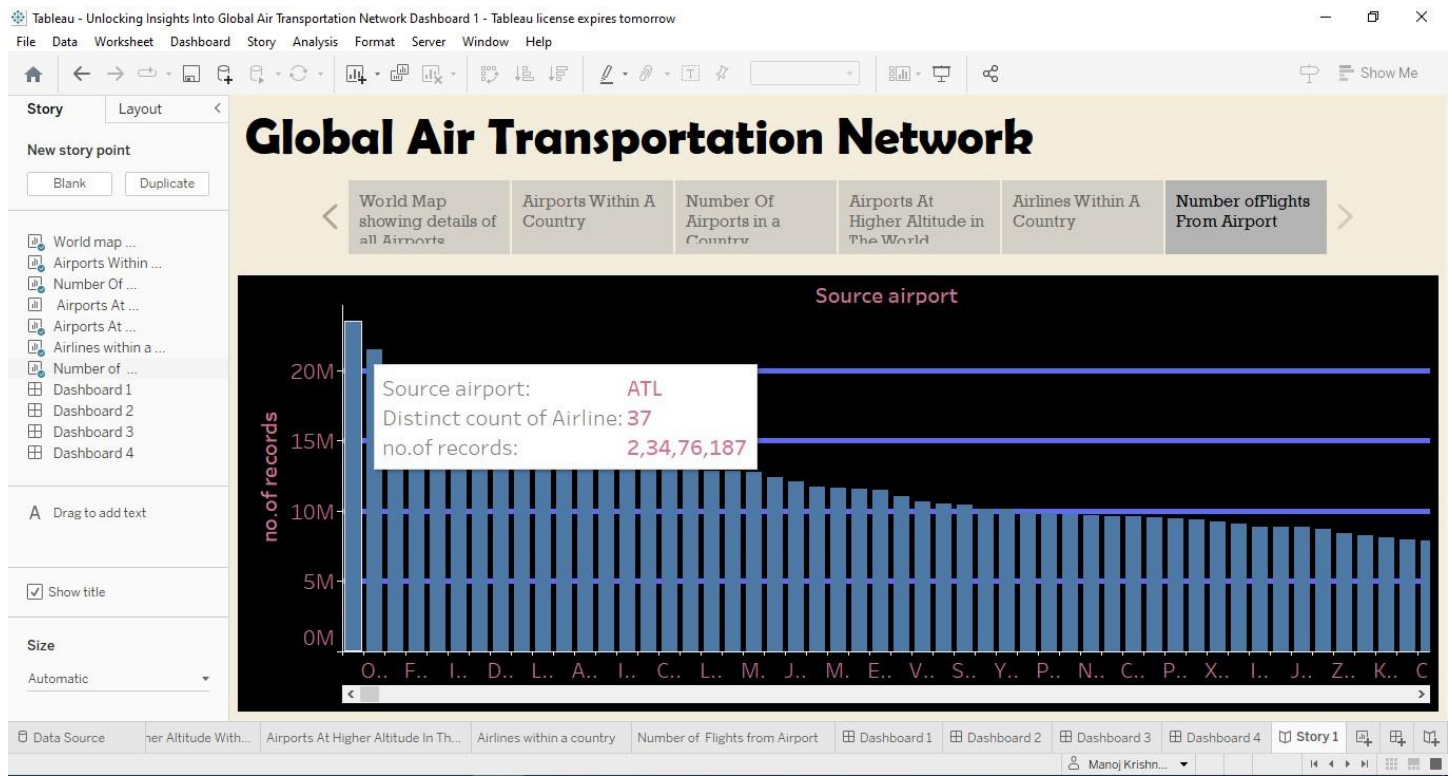 Tableau - Unlocking Insights Into Global Air Transportation Network Dashboard 1 - Tableau license expires tomorrow
File Data Worksheet Dashboard Story Analysis Format Server Window Help
Show Me
Story Layout
New story point
Blank Duplicate
World map ...
Airports Within ...
Number Of ...
Airports At ...
Airports At ...
Airlines within a ...
Number of ...
Dashboard 1
Dashboard 2
Dashboard 3
Dashboard 4
A Drag to add text
Show title
Size
Automatic
Global Air Transportation Network
World Map
showing details of
all Airports
Airports Within A
Country
Number Of
Airports in a
Country
Airports At
Higher Altitude in
The World
Airlines Within A
Country
Number ofFlights
From Airport
Source airport
no.of records
20M
15M
10M
5M
0M
Source airport: ATL
Distinct count of Airline: 37
no.of records: 2,34,76,187
O.. F.. I.. D.. L.. A.. I.. C.. L.. M. J.. M. E.. V.. S.. Y.. P.. N.. C.. P.. X.. I.. J.. Z.. K.. C
Data Source her Altitude With... Airports At Higher Altitude In Th... Airlines within a country Number of Flights from Airport Dashboard 1 Dashboard 2 Dashboard 3 Dashboard 4 Story 1
Manoj Krishn...